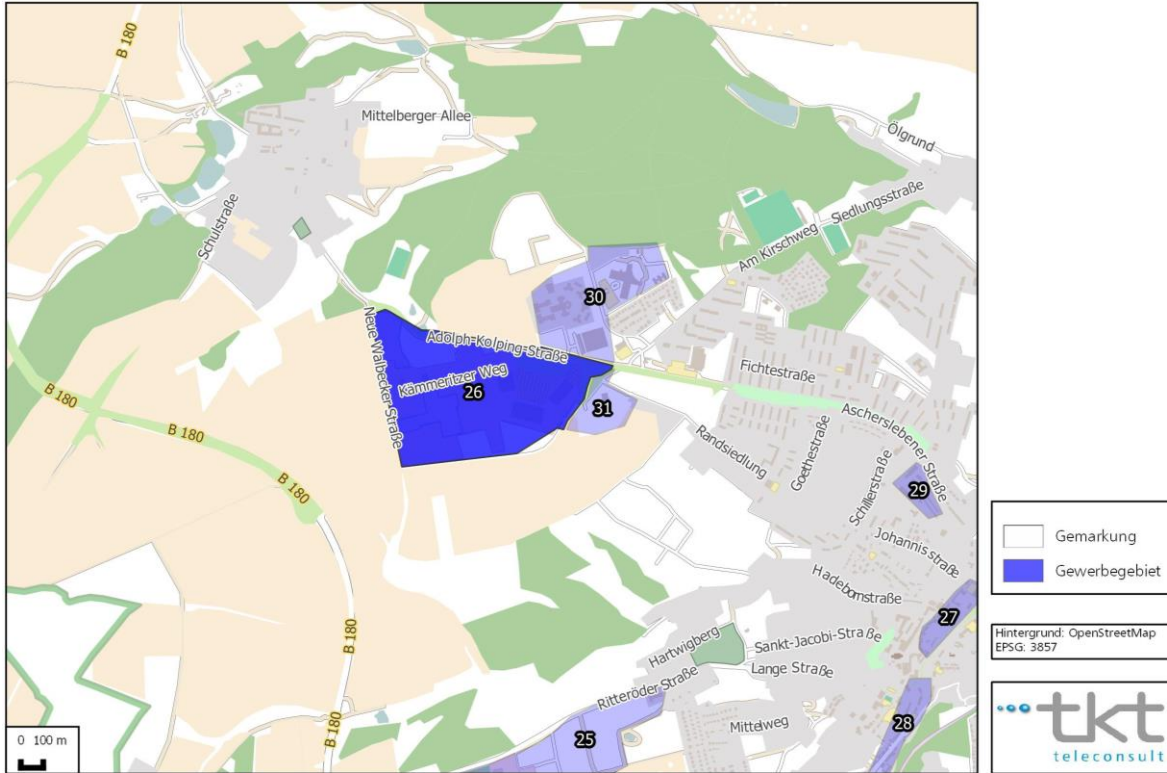 B 180
Mittelberger Allee
Ölgrund
Schulstraße
Siedlungsstraße
Am Kirschweg
30
Neue Walbecker Straße
Adolph-Kolping-Straße
Kämmeritzer Weg
26
31
Fichtestraße
B 180
B 180
B 180
Randsiedlung
Goethestraße
Ascherslebener Straße
Schillerstraße
29
Johannisstraße
Hadebornstraße
27
B 180
Hartwigberg
Sankt-Jacobi-Straße
Lange Straße
Ritteröder Straße
Mittelweg
B 180
25
28
0 100 m
Gemarkung
Gewerbegebiet
Hintergrund: OpenStreetMap
EPSG: 3857
tkt
teleconsult